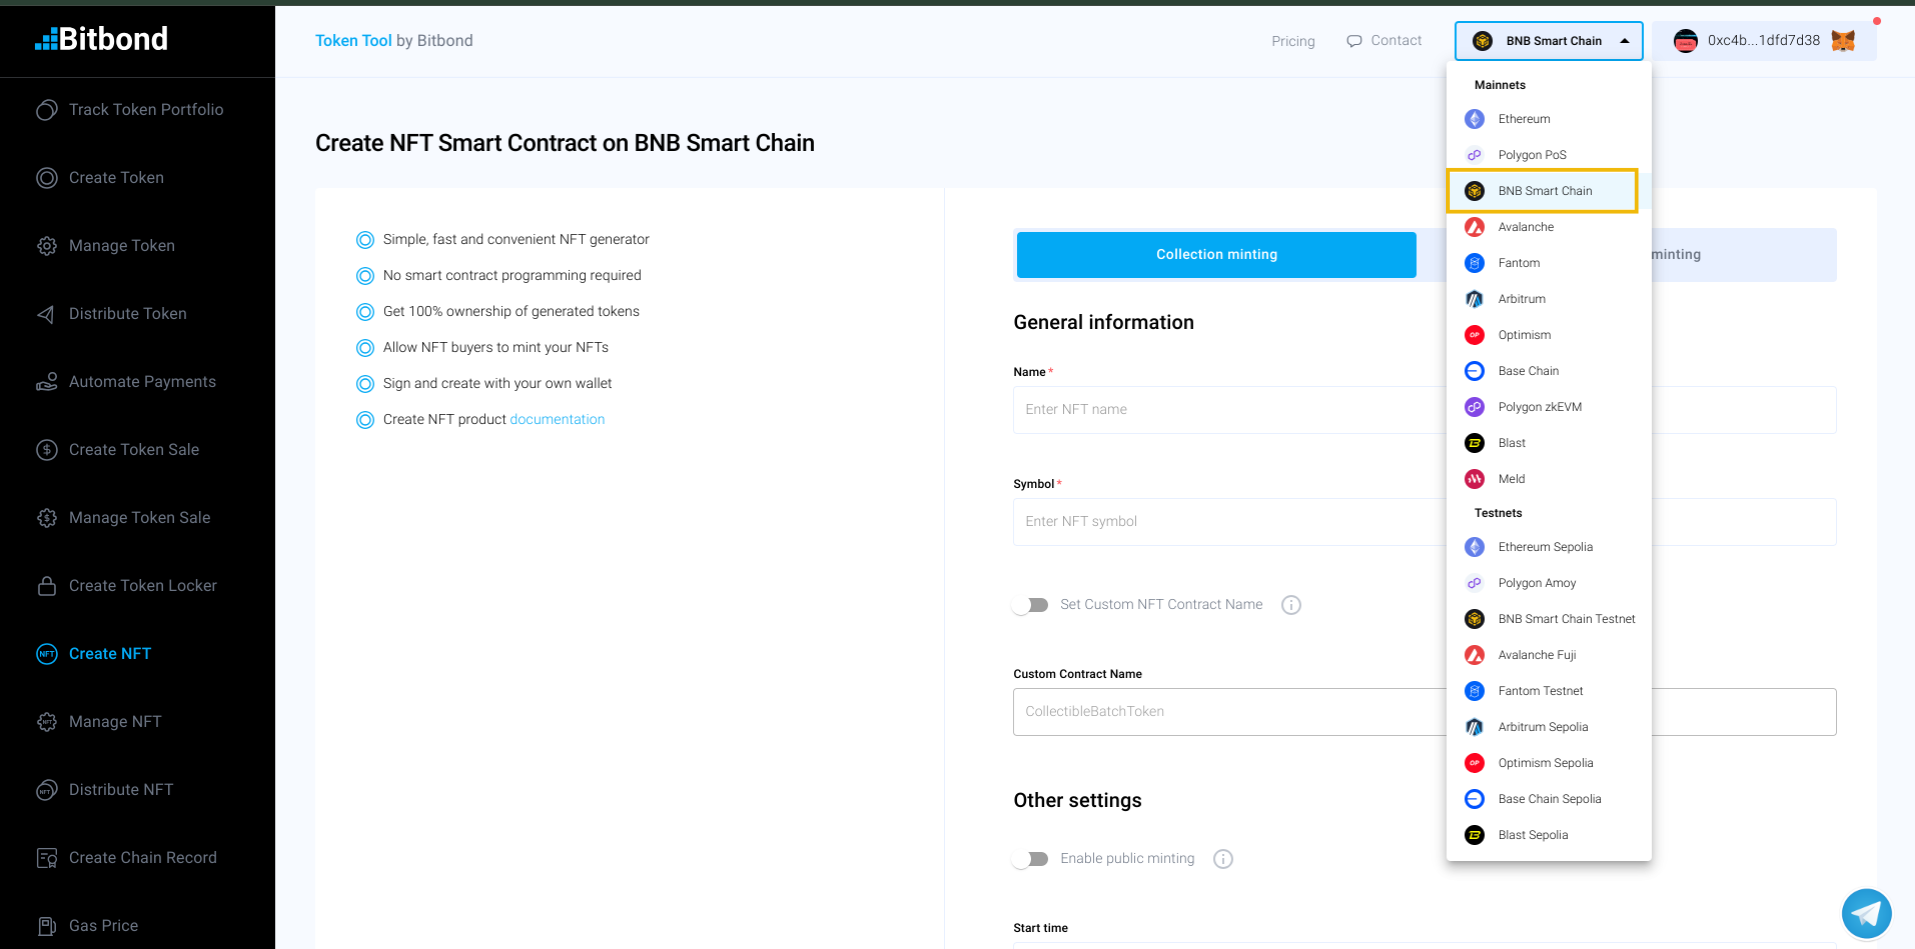 Bitbond
Token Tool by Bitbond
Pricing
Contact
BNB Smart Chain
0xc4b...1dfd7d38
Track Token Portfolio
Create Token
Manage Token
Distribute Token
Automate Payments
Create Token Sale
Manage Token Sale
Create Token Locker
NFT Create NFT
Manage NFT
Distribute NFT
Create Chain Record
Gas Price
Create NFT Smart Contract on BNB Smart Chain
Simple, fast and convenient NFT generator
No smart contract programming required
Get 100% ownership of generated tokens
Allow NFT buyers to mint your NFTs
Sign and create with your own wallet
Create NFT product documentation
Collection minting
minting
General information
Name *
Enter NFT name
Symbol *
Enter NFT symbol
Set Custom NFT Contract Name
Custom Contract Name
CollectibleBatchToken
Other settings
Enable public minting
Start time
Mainnets
Ethereum
Polygon PoS
BNB Smart Chain
Avalanche
Fantom
Arbitrum
OP Optimism
Base Chain
Polygon zkEVM
Blast
Meld
Testnets
Ethereum Sepolia
Polygon Amoy
BNB Smart Chain Testnet
Avalanche Fuji
Fantom Testnet
Arbitrum Sepolia
OP Optimism Sepolia
Base Chain Sepolia
Blast Sepolia